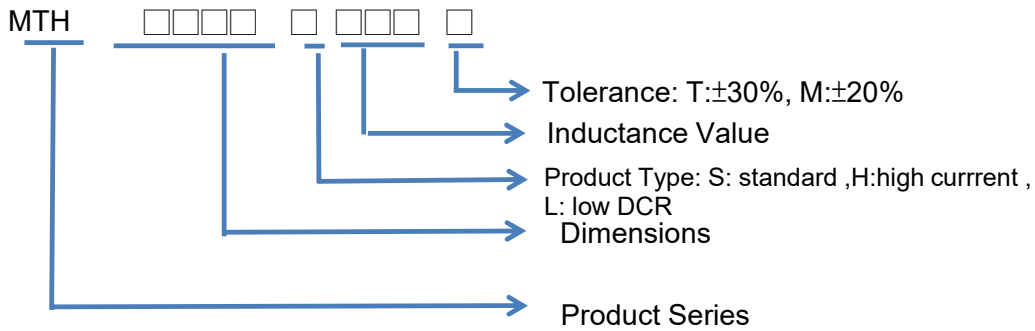 MTH □□□□ □ □□□ □
Tolerance: T:±30%, M:±20%
Inductance Value
Product Type: S: standard ,H:high currrent ,
L: low DCR
Dimensions
Product Series